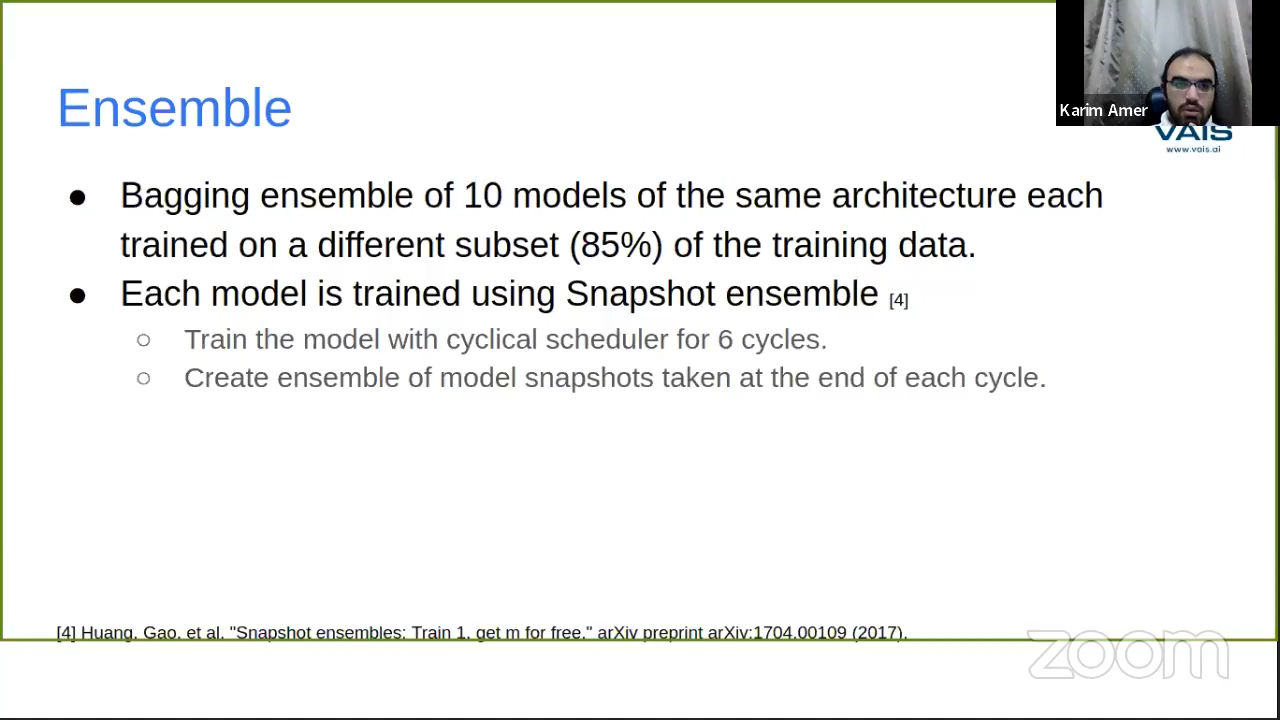 Karim Amer
VAIS
www.vais.ai
Ensemble
● Bagging ensemble of 10 models of the same architecture each
trained on a different subset (85%) of the training data.
● Each model is trained using Snapshot ensemble [4]
○ Train the model with cyclical scheduler for 6 cycles.
○ Create ensemble of model snapshots taken at the end of each cycle.
[4] Huang, Gao, et al. "Snapshot ensembles: Train 1, get m for free." arXiv preprint arXiv:1704.00109 (2017).
zoom